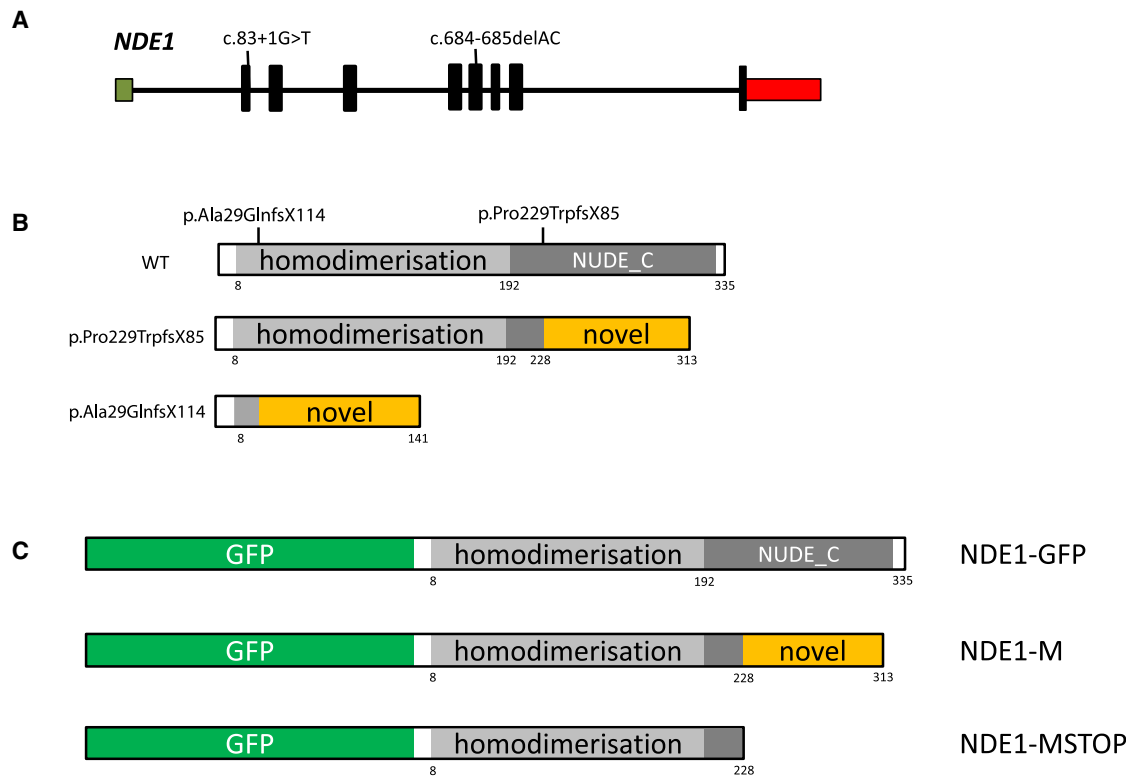 A
NDE1
c.83+1G>T
c.684-685delAC
B
p.Ala29GlnfsX114
p.Pro229TrpfsX85
WT
homodimerisation
NUDE_C
8
192
335
p.Pro229TrpfsX85
homodimerisation
novel
8
192
228
313
p.Ala29GlnfsX114
novel
8
141
C
GFP
homodimerisation
NUDE_C
NDE1-GFP
8
192
335
GFP
homodimerisation
novel
NDE1-M
8
228
313
GFP
homodimerisation
NDE1-MSTOP
8
228